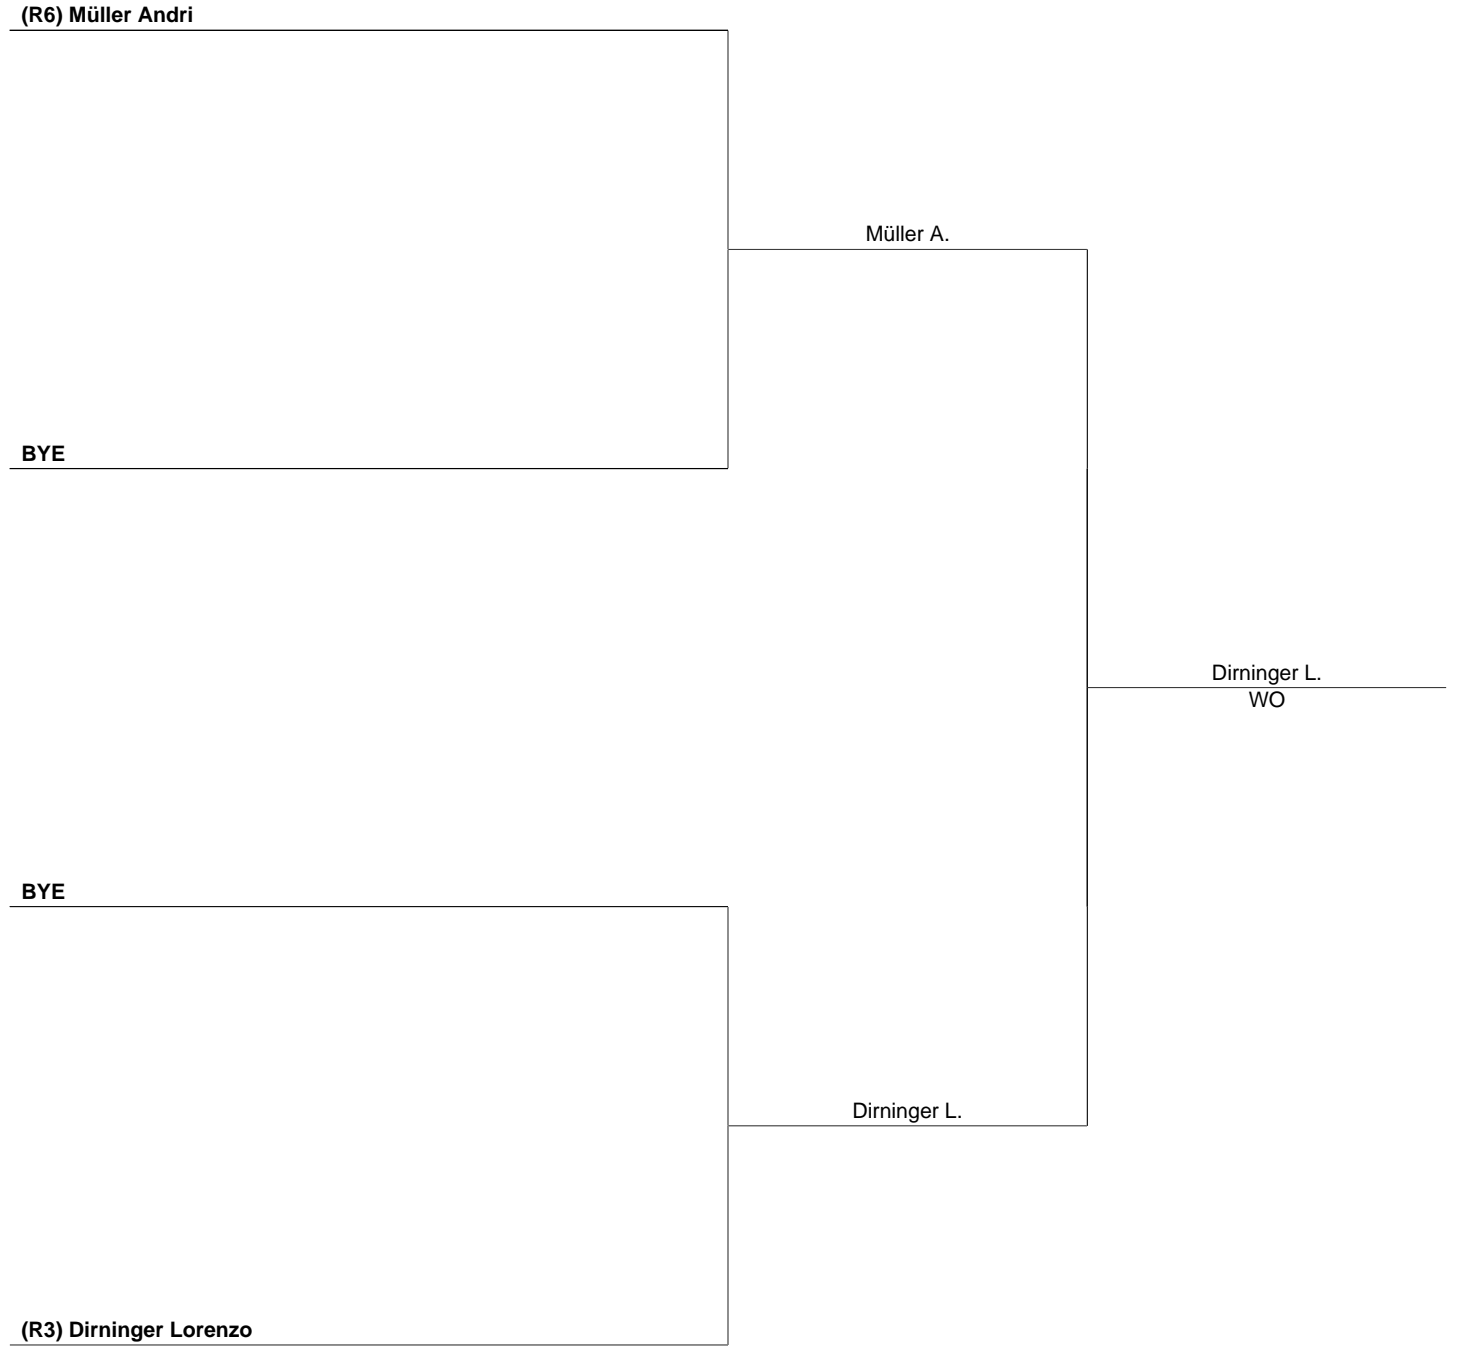 (R6) Müller Andri
Müller A.
BYE
Dirninger L.
WO
BYE
Dirninger L.
(R3) Dirninger Lorenzo